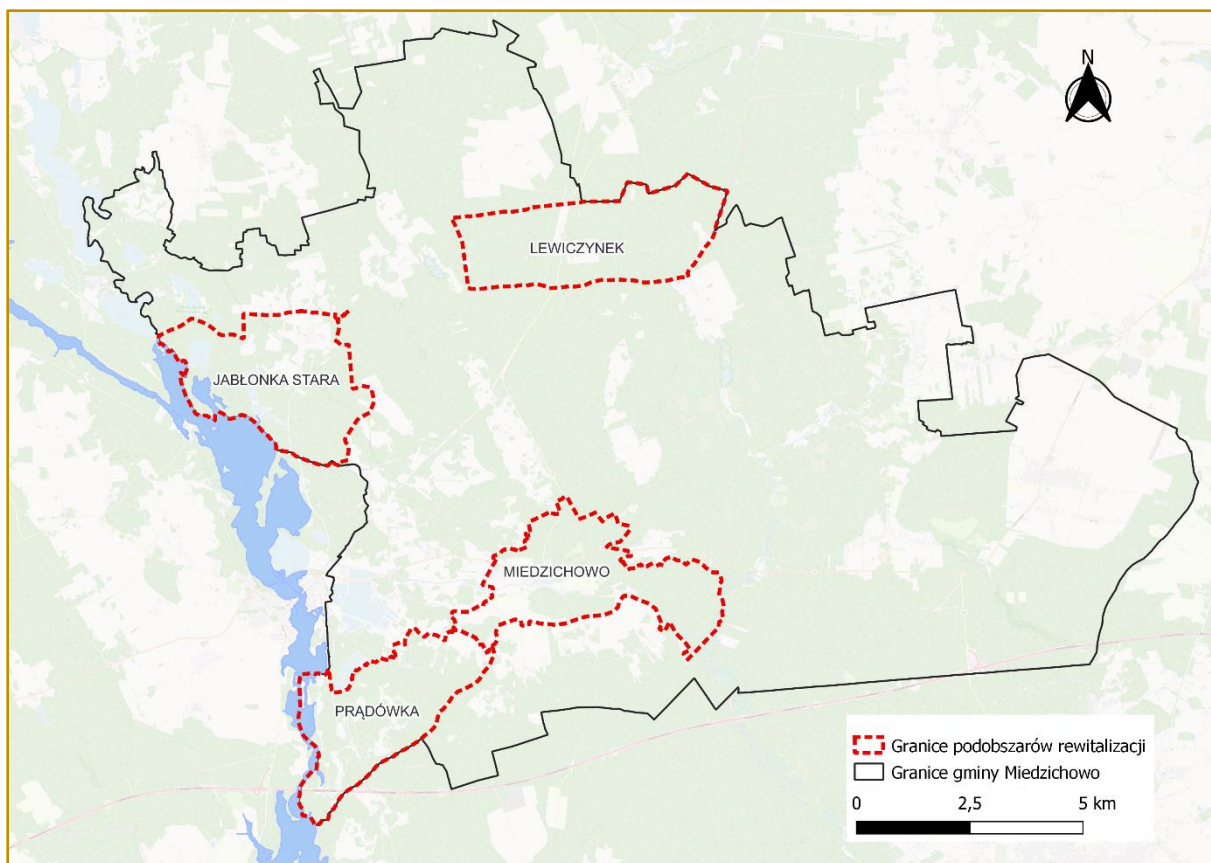 N
LEWICZYNEK
JABŁONKA STARA
MIEDZICHOWO
PRĄDÓWKA
Granice podobszarów rewitalizacji
Granice gminy Miedzichowo
0 2,5 5 km